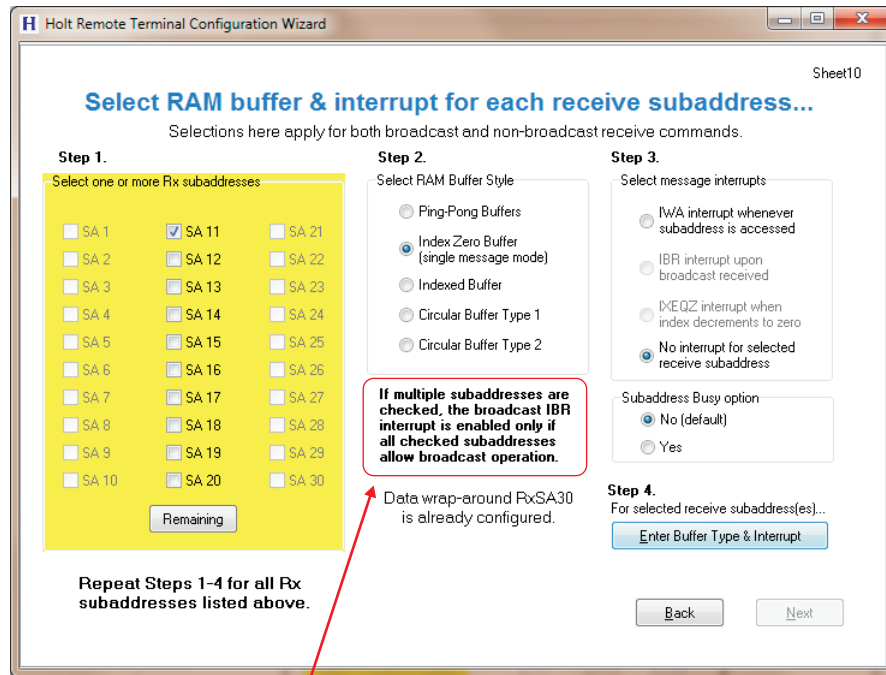 Holt Remote Terminal Configuration Wizard
Sheet10
Select RAM buffer & interrupt for each receive subaddress...
Selections here apply for both broadcast and non-broadcast receive commands.
Step 1.
Select one or more Rx subaddresses
SA 1
SA 2
SA 3
SA 4
SA 5
SA 6
SA 7
SA 8
SA 9
SA 10
SA 11
SA 12
SA 13
SA 14
SA 15
SA 16
SA 17
SA 18
SA 19
SA 20
SA 21
SA 22
SA 23
SA 24
SA 25
SA 26
SA 27
SA 28
SA 29
SA 30
Remaining
Repeat Steps 1-4 for all Rx
subaddresses listed above.
Step 2.
Select RAM Buffer Style
Ping-Pong Buffers
Index Zero Buffer
(single message mode)
Indexed Buffer
Circular Buffer Type 1
Circular Buffer Type 2
If multiple subaddresses are
checked, the broadcast IBR
interrupt is enabled only if
all checked subaddresses
allow broadcast operation.
Data wrap-around RxSA30
is already configured.
Step 3.
Select message interrupts
IWA interrupt whenever
subaddress is accessed
IBR interrupt upon
broadcast received
IXEQZ interrupt when
index decrements to zero
No interrupt for selected
receive subaddress
Subaddress Busy option
No (default)
Yes
Step 4.
For selected receive subaddress(es)...
Enter Buffer Type & Interrupt
Back
Next